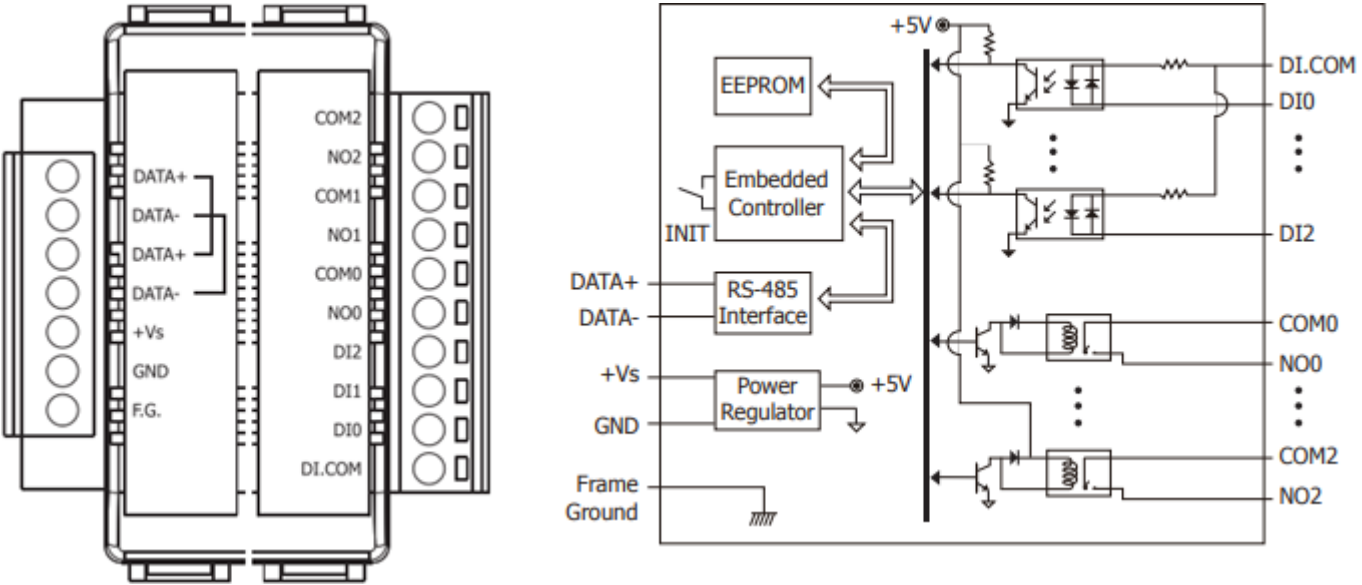 DATA+
DATA-
DATA+
DATA-
+Vs
GND
F.G.
COM2
NO2
COM1
NO1
COM0
NO0
DI2
DI1
DI0
DI.COM
+5V
EEPROM
Embedded
Controller
INIT
RS-485
Interface
DATA+
DATA-
+Vs
GND
Power
Regulator
+5V
Frame
Ground
DI.COM
DI0
DI2
COM0
NO0
COM2
NO2